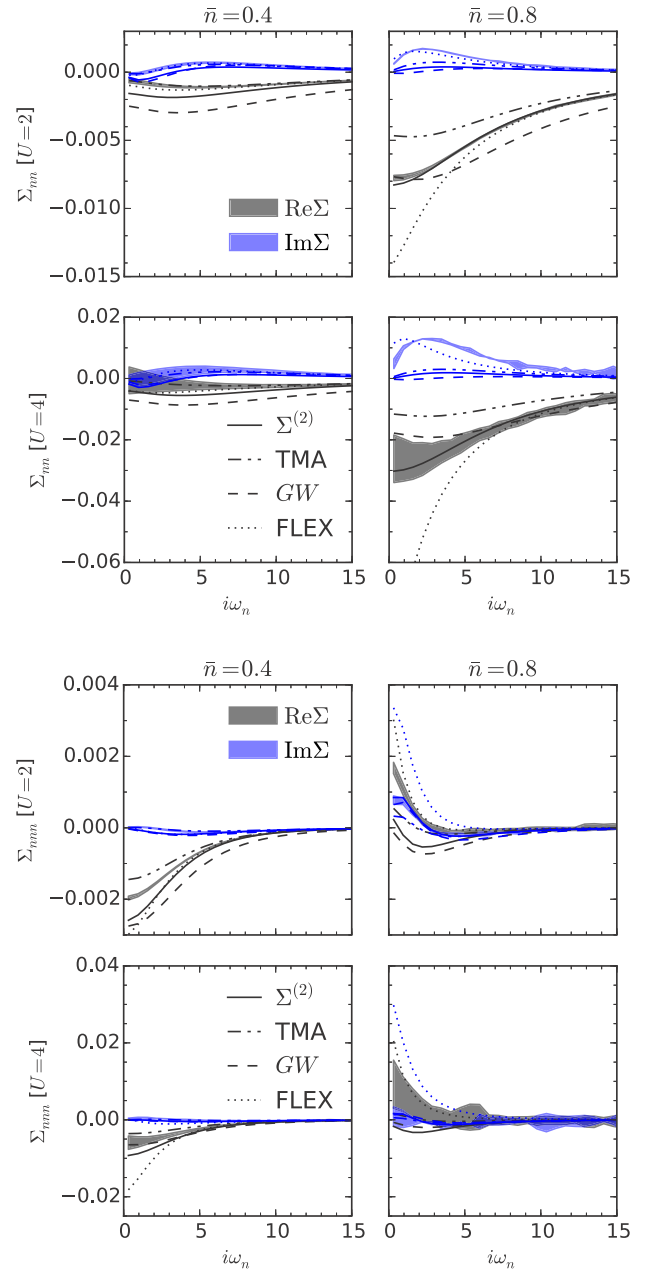 n̄ = 0.4 n̄ = 0.8
0.000
−0.005
−0.010
−0.015
Σnn [U = 2]
ReΣ
ImΣ
0.02
0.00
−0.02
−0.04
−0.06
Σnn [U = 4]
Σ(2)
TMA
GW
FLEX
0 5 10 15 0 5 10 15
iωn iωn
n̄ = 0.4 n̄ = 0.8
0.004
0.002
0.000
−0.002
Σnnn [U = 2]
ReΣ
ImΣ
0.04
0.02
0.00
−0.02
Σnnn [U = 4]
Σ(2)
TMA
GW
FLEX
0 5 10 15 0 5 10 15
iωn iωn